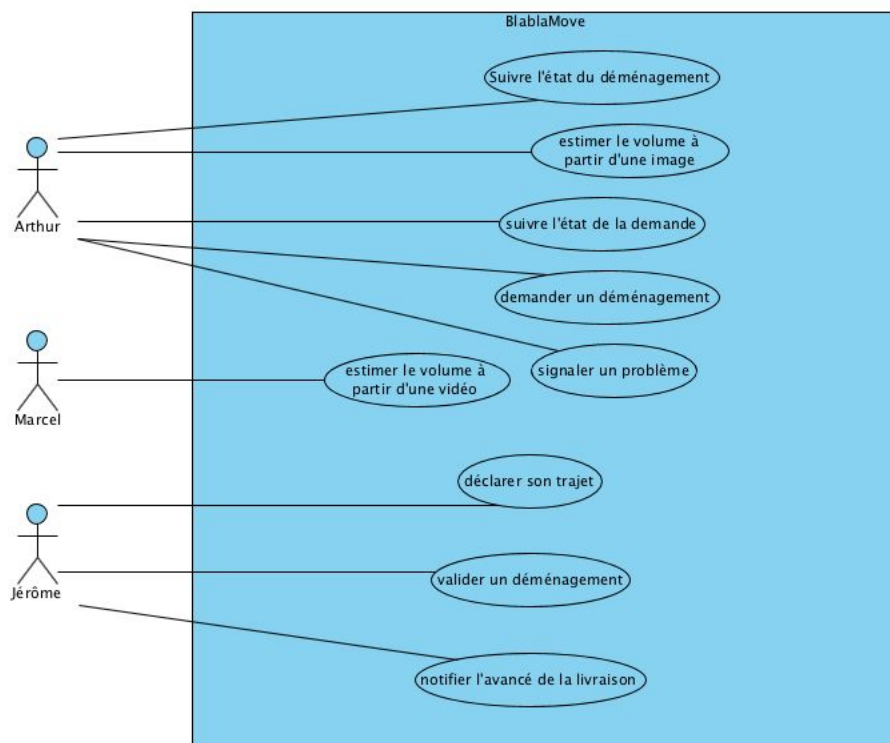 BlablaMove
Suivre l'état du déménagement
estimer le volume à
partir d'une image
Arthur
suivre l'état de la demande
demander un déménagement
signaler un problème
estimer le volume à
partir d'une vidéo
Marcel
déclarer son trajet
valider un déménagement
Jérôme
notifier l'avancé de la livraison